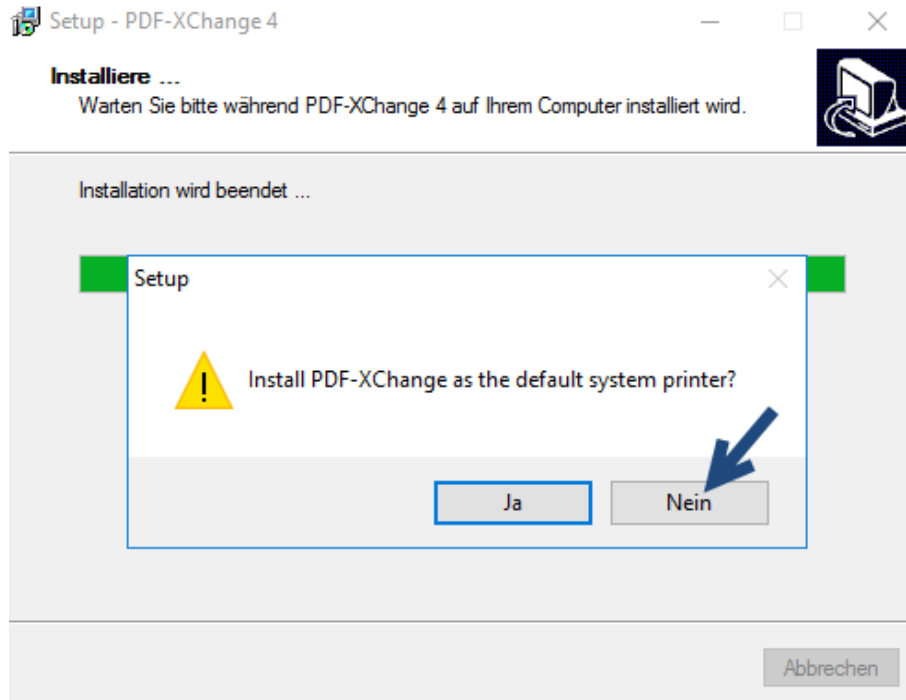 Setup - PDF-XChange 4
Installiere ...
Warten Sie bitte während PDF-XChange 4 auf Ihrem Computer installiert wird.
Installation wird beendet ...
Setup
Install PDF-XChange as the default system printer?
Ja Nein
Abbrechen